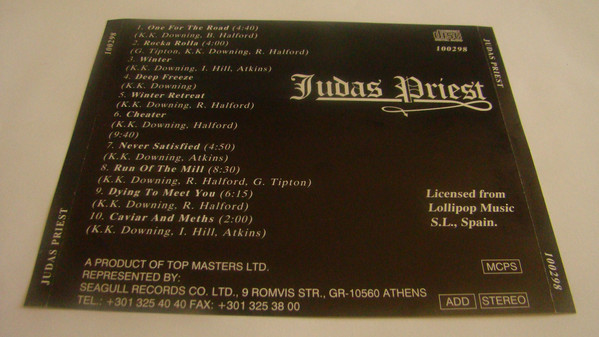 1. One For The Road (4:40)
(K.K. Downing, B. Halford)
2. Rocka Rolla (4:00)
(G. Tipton, K.K. Downing, R. Halford)
3. Winter
(K.K. Downing, I. Hill, Atkins)
4. Deep Freeze
(K.K. Downing)
5. Winter Retreat
(K.K. Downing, R. Halford)
6. Cheater
(K.K. Downing, Halford)
(9:40)
7. Never Satisfied (4:50)
(K.K. Downing, Atkins)
8. Run Of The Mill (8:30)
(K.K. Downing, R. Halford, G. Tipton)
9. Dying To Meet You (6:15)
(K.K. Downing, R. Halford)
10. Caviar And Meths (2:00)
(K.K. Downing, I. Hill, Atkins)
A PRODUCT OF TOP MASTERS LTD.
REPRESENTED BY:
SEAGULL RECORDS CO. LTD., 9 ROMVIS STR., GR-10560 ATHENS
TEL.: +301 325 40 40 FAX: +301 325 38 00
100298
Judas Priest
Licensed from
Lollipop Music
S.L., Spain.
MCPS
ADD STEREO
100298
JUDAS PRIEST
JUDAS PRIEST
100298